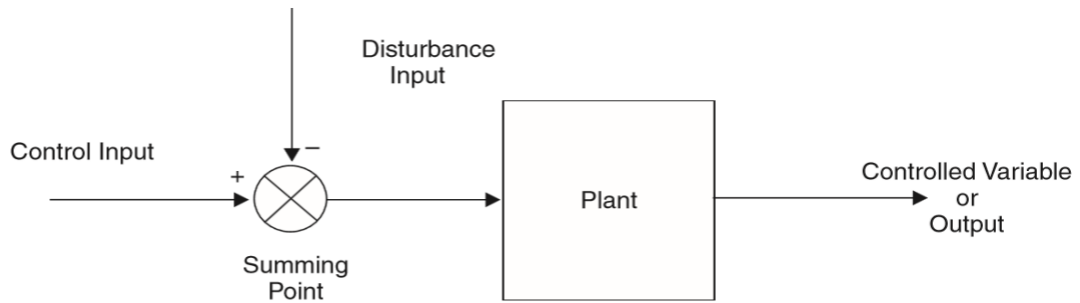 Disturbance
Input
Control Input
+
−
Plant
Controlled Variable
or
Output
Summing
Point